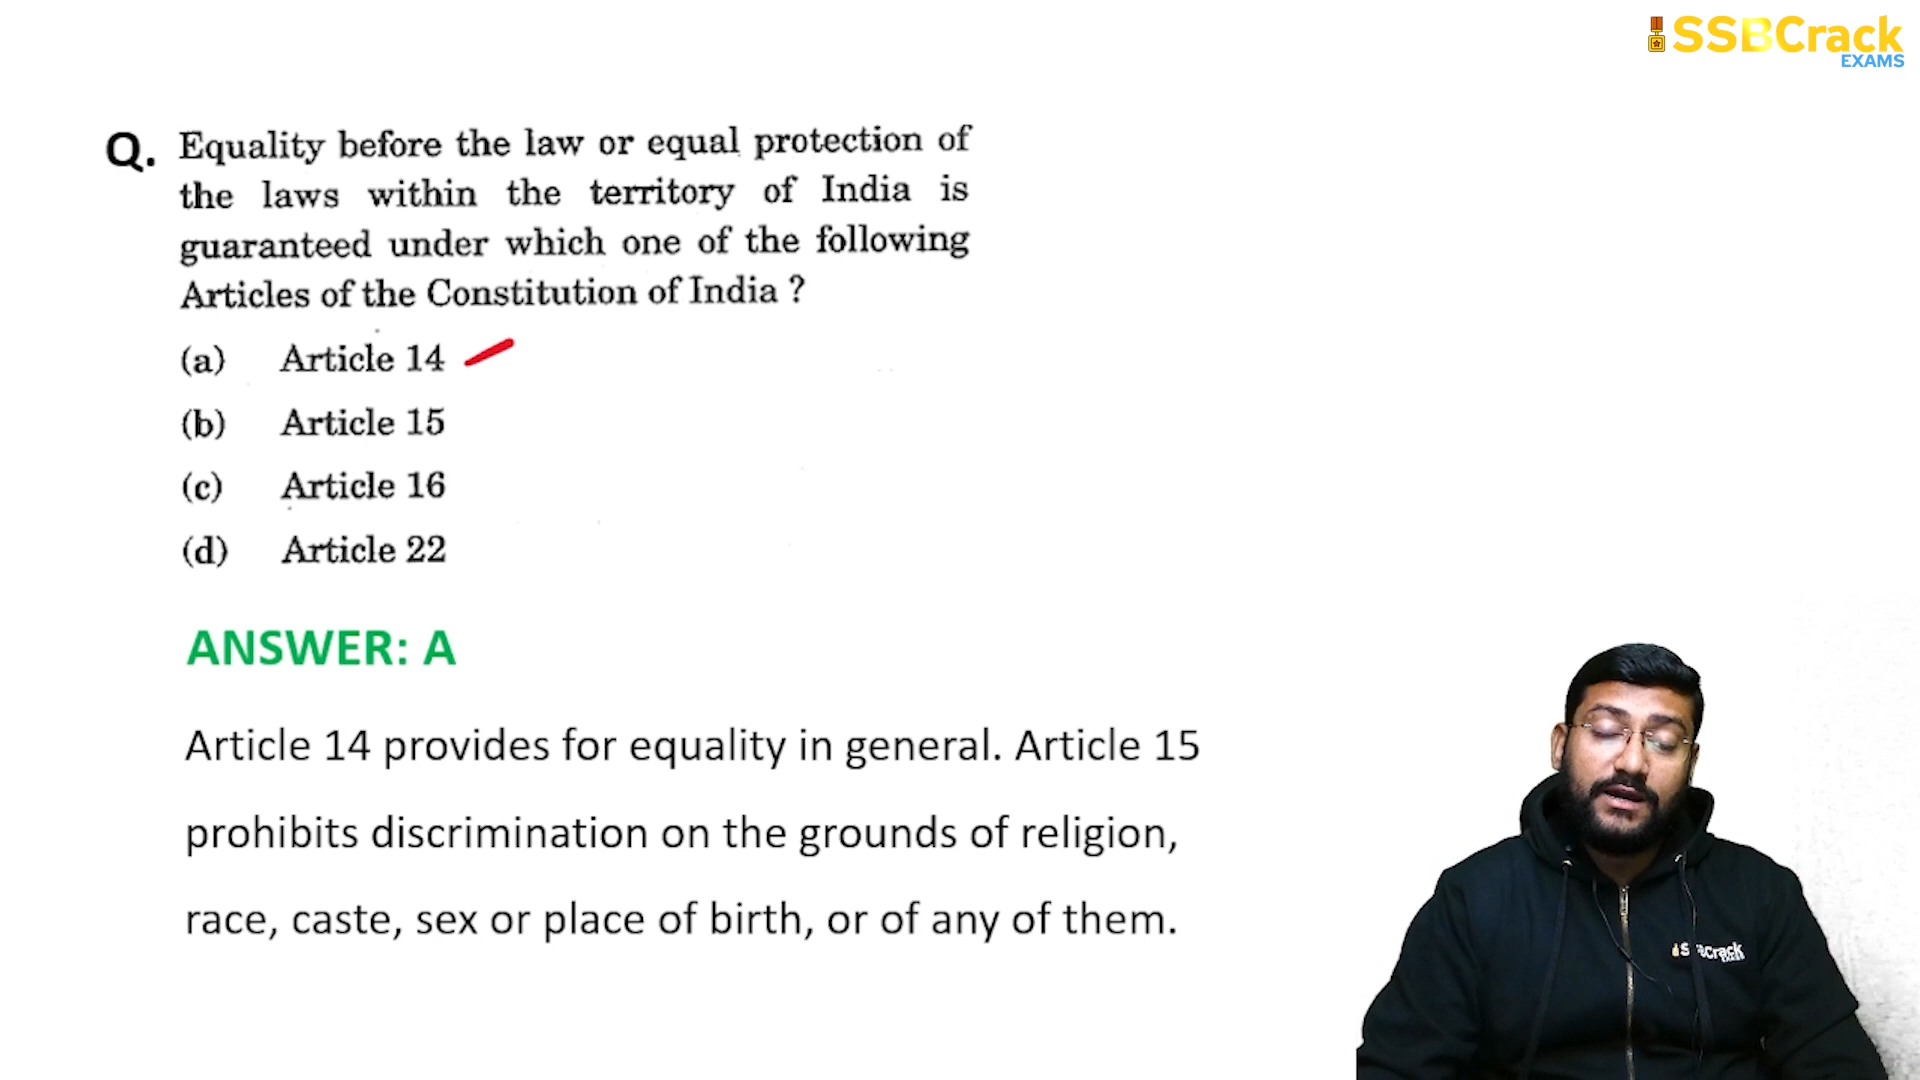 SSBCrack
EXAMS
Q. Equality before the law or equal protection of
the laws within the territory of India is
guaranteed under which one of the following
Articles of the Constitution of India ?
(a) Article 14
(b) Article 15
(c) Article 16
(d) Article 22
ANSWER: A
Article 14 provides for equality in general. Article 15
prohibits discrimination on the grounds of religion,
race, caste, sex or place of birth, or of any of them.